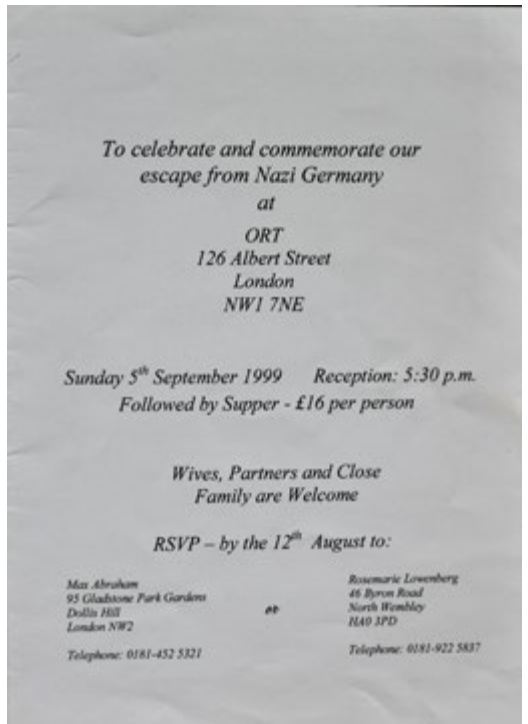 To celebrate and commemorate our
escape from Nazi Germany
at
ORT
126 Albert Street
London
NW1 7NE
Sunday 5th September 1999 Reception: 5:30 p.m.
Followed by Supper - £16 per person
Wives, Partners and Close
Family are Welcome
RSVP – by the 12th August to:
Max Abraham
95 Gladstone Park Gardens
Dollis Hill
London NW2
Telephone: 0181-452 5321
or
Rosemarie Lowenberg
46 Byron Road
North Wembley
HA0 3PD
Telephone: 0181-922 5837